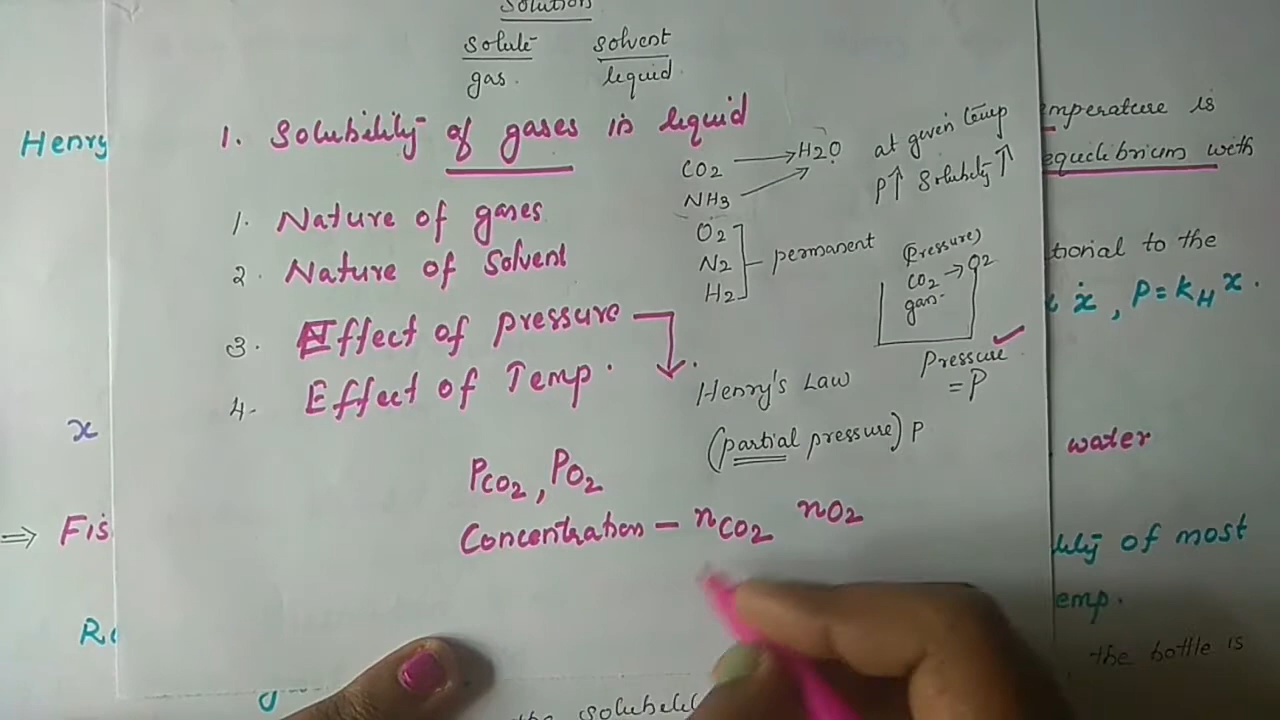 Solution
solute solvent
gas. liquid.
1. Solubility of gases in liquid
CO2 → H2O
NH3
at given temp
P↑ Solubility↑
1. Nature of gases
2. Nature of Solvent
3. Effect of pressure
4. Effect of Temp.
O2
N2
H2
permanent
(Pressure)
CO2 → O2
gas
Pressure
= P
Henry's Law
(partial pressure) P
PCO2, PO2
Concentration - nCO2 nO2
Henry
x
⇒ Fis
emperature is
equilibrium with
tional to the
x, P = KH x.
water
of most
emp.
the bottle is
the